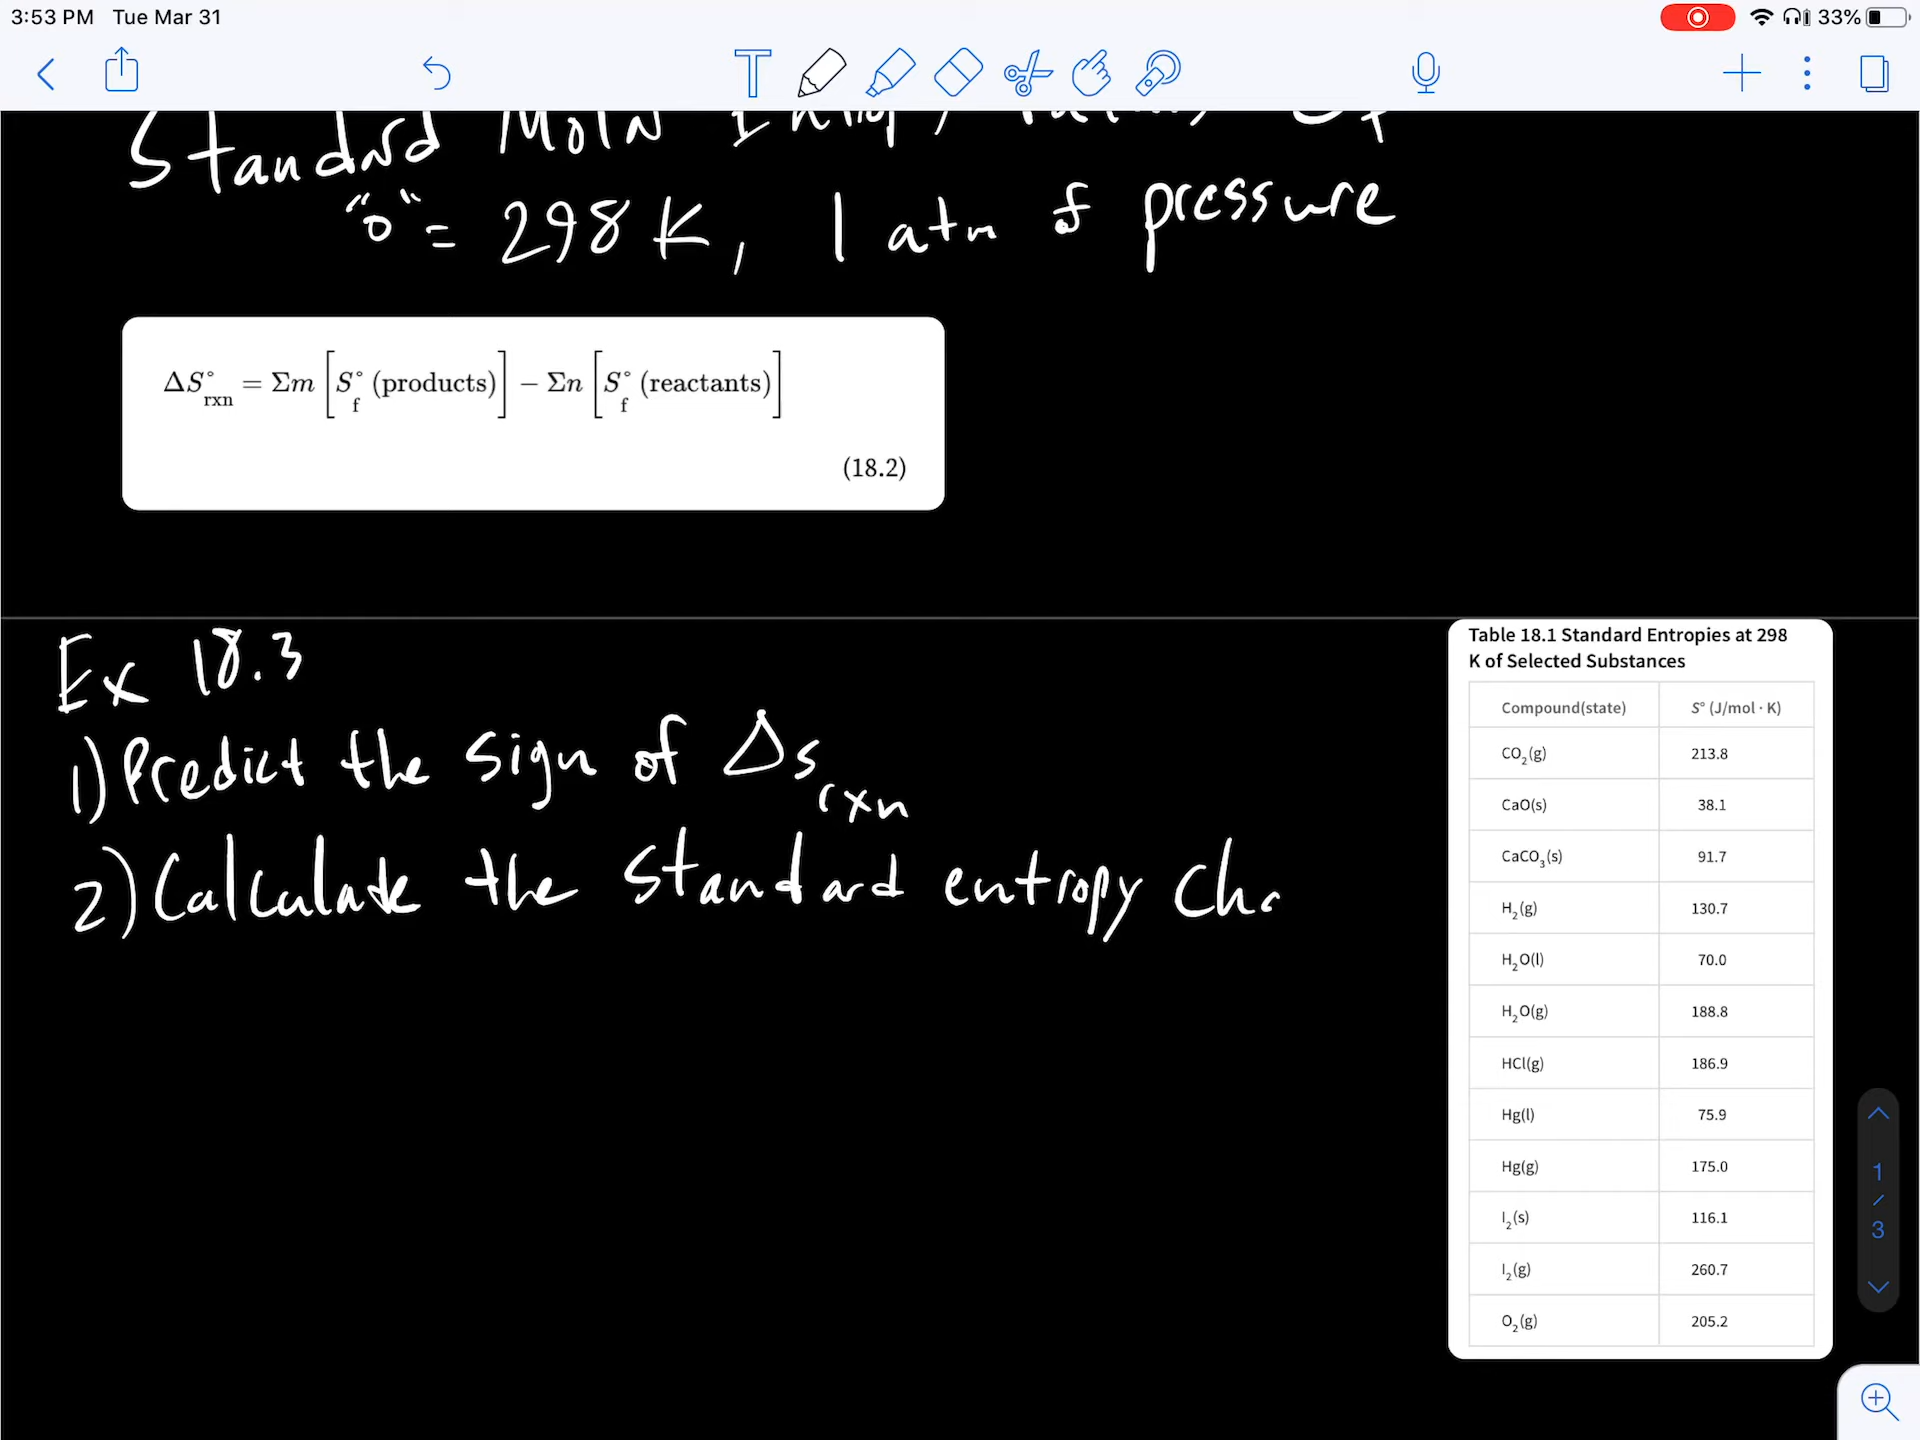 3:53 PM Tue Mar 31
33%
Standard Molar
"o" = 298 K, 1 atm of pressure
ΔS°rxn = Σm [S°f (products)] − Σn [S°f (reactants)]
(18.2)
Ex 18.3
1) Predict the sign of ΔSrxn
2) Calculate the standard entropy cha
Table 18.1 Standard Entropies at 298
K of Selected Substances
Compound(state) S° (J/mol · K)
CO₂(g) 213.8
CaO(s) 38.1
CaCO₃(s) 91.7
H₂(g) 130.7
H₂O(l) 70.0
H₂O(g) 188.8
HCl(g) 186.9
Hg(l) 75.9
Hg(g) 175.0
I₂(s) 116.1
I₂(g) 260.7
O₂(g) 205.2
1
/
3